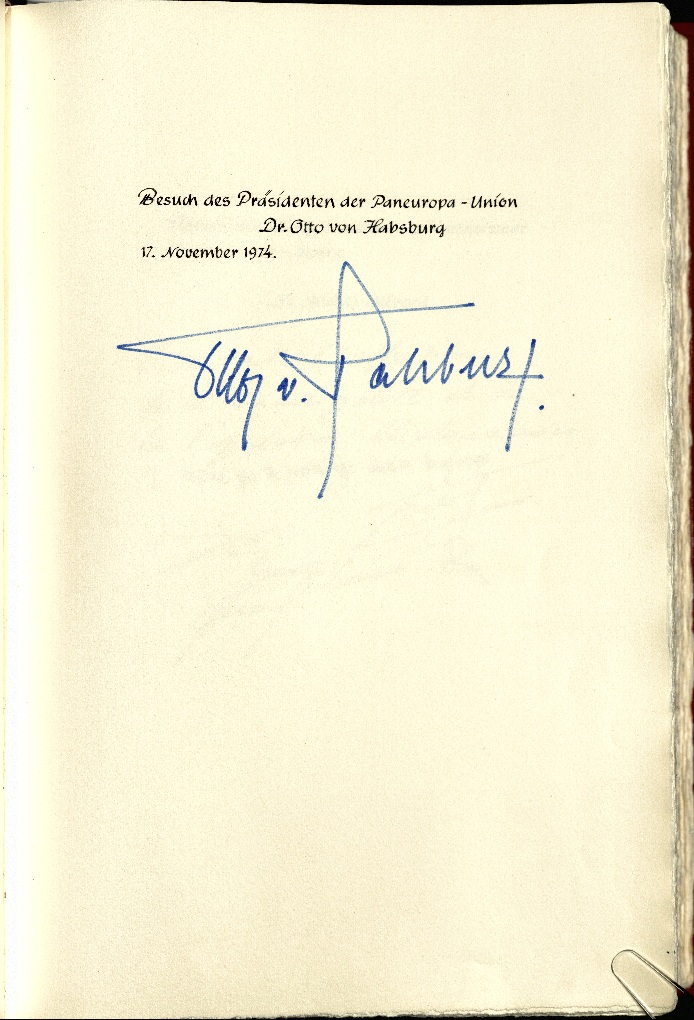 Besuch des Präsidenten der Paneuropa-Union
Dr. Otto von Habsburg
17. November 1974.
Otto v. Habsburg.